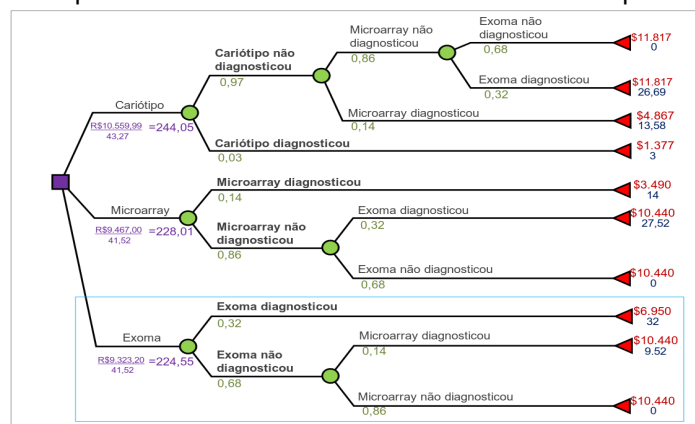 Exoma não
diagnosticou
0,68
$11.817
0
Microarray não
diagnosticou
0,86
Cariótipo não
diagnosticou
0,97
Exoma diagnosticou
0,32
$11.817
26,69
Cariótipo
R$10.559,99
43,27
=244,05
Microarray diagnosticou
0,14
$4.867
13,58
Cariótipo diagnosticou
0,03
$1.377
3
Microarray diagnosticou
0,14
$3.490
14
Microarray
R$9.467,00
41,52
=228,01
Microarray não
diagnosticou
0,86
Exoma diagnosticou
0,32
$10.440
27,52
Exoma não diagnosticou
0,68
$10.440
0
Exoma diagnosticou
0,32
$6.950
32
Exoma
R$9.323,20
41,52
=224,55
Exoma não
diagnosticou
0,68
Microarray diagnosticou
0,14
$10.440
9.52
Microarray não diagnosticou
0,86
$10.440
0